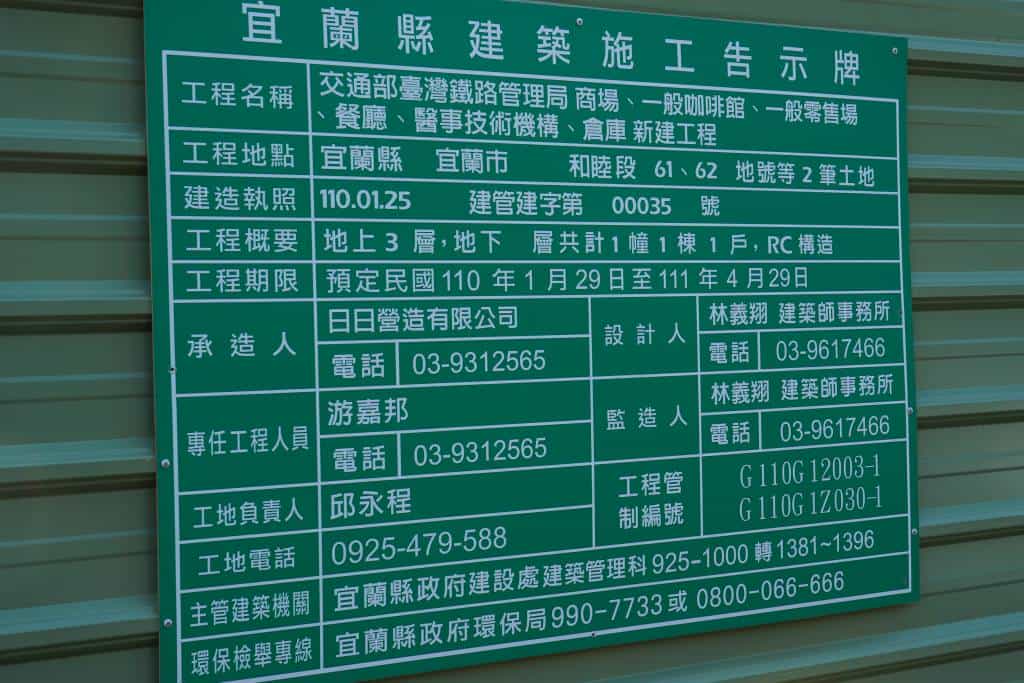 宜蘭縣建築施工告示牌
工程名稱 交通部臺灣鐵路管理局 商場、一般咖啡館、一般零售場
、餐廳、醫事技術機構、倉庫 新建工程
工程地點 宜蘭縣 宜蘭市 和睦段 61、62 地號等 2 筆土地
建造執照 110.01.25 建管建字第 00035 號
工程概要 地上 3 層,地下 層共計 1 幢 1 棟 1 戶, RC 構造
工程期限 預定民國 110 年 1 月 29 日至 111 年 4 月 29日
承造人 日日營造有限公司
電話 03-9312565
設計人 林義翔 建築師事務所
電話 03-9617466
專任工程人員 游嘉邦
電話 03-9312565
監造人 林義翔 建築師事務所
電話 03-9617466
工地負責人 邱永程
工地電話 0925-479-588
工程管
制編號
G110G12003-1
G110G1Z030-1
主管建築機關 宜蘭縣政府建設處建築管理科 925-1000 轉 1381~1396
環保檢舉專線 宜蘭縣政府環保局 990-7733 或 0800-066-666